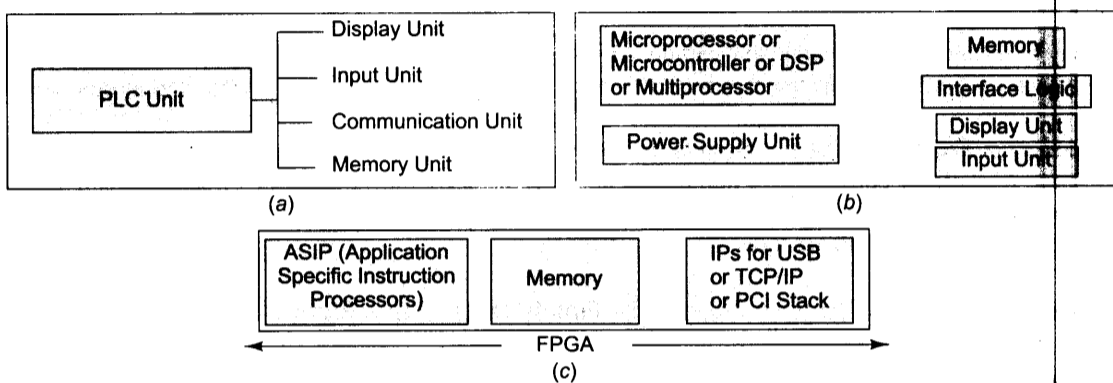 PLC Unit
Display Unit
Input Unit
Communication Unit
Memory Unit
(a)
Microprocessor or
Microcontroller or DSP
or Multiprocessor
Power Supply Unit
Memory
Interface Logic
Display Unit
Input Unit
(b)
ASIP (Application
Specific Instruction
Processors)
Memory
IPs for USB
or TCP/IP
or PCI Stack
FPGA
(c)